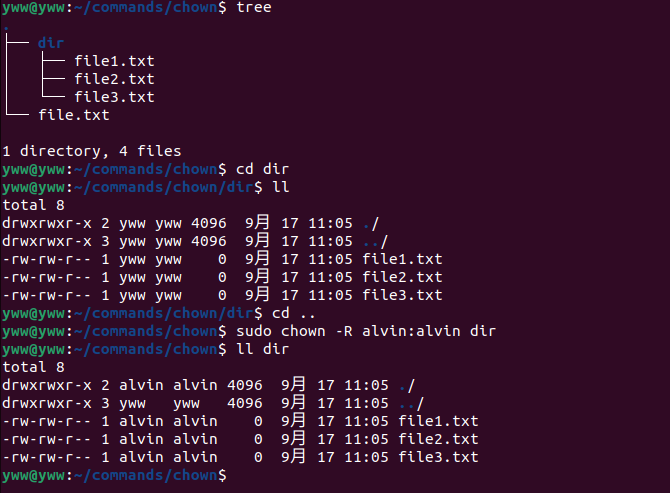 yww@yww:~/commands/chown$ tree
.
├── dir
│   ├── file1.txt
│   ├── file2.txt
│   └── file3.txt
└── file.txt

1 directory, 4 files
yww@yww:~/commands/chown$ cd dir
yww@yww:~/commands/chown/dir$ ll
total 8
drwxrwxr-x 2 yww yww 4096  9月 17 11:05 ./
drwxrwxr-x 3 yww yww 4096  9月 17 11:05 ../
-rw-rw-r-- 1 yww yww    0  9月 17 11:05 file1.txt
-rw-rw-r-- 1 yww yww    0  9月 17 11:05 file2.txt
-rw-rw-r-- 1 yww yww    0  9月 17 11:05 file3.txt
yww@yww:~/commands/chown/dir$ cd ..
yww@yww:~/commands/chown$ sudo chown -R alvin:alvin dir
yww@yww:~/commands/chown$ ll dir
total 8
drwxrwxr-x 2 alvin alvin 4096  9月 17 11:05 ./
drwxrwxr-x 3 yww   yww   4096  9月 17 11:05 ../
-rw-rw-r-- 1 alvin alvin    0  9月 17 11:05 file1.txt
-rw-rw-r-- 1 alvin alvin    0  9月 17 11:05 file2.txt
-rw-rw-r-- 1 alvin alvin    0  9月 17 11:05 file3.txt
yww@yww:~/commands/chown$